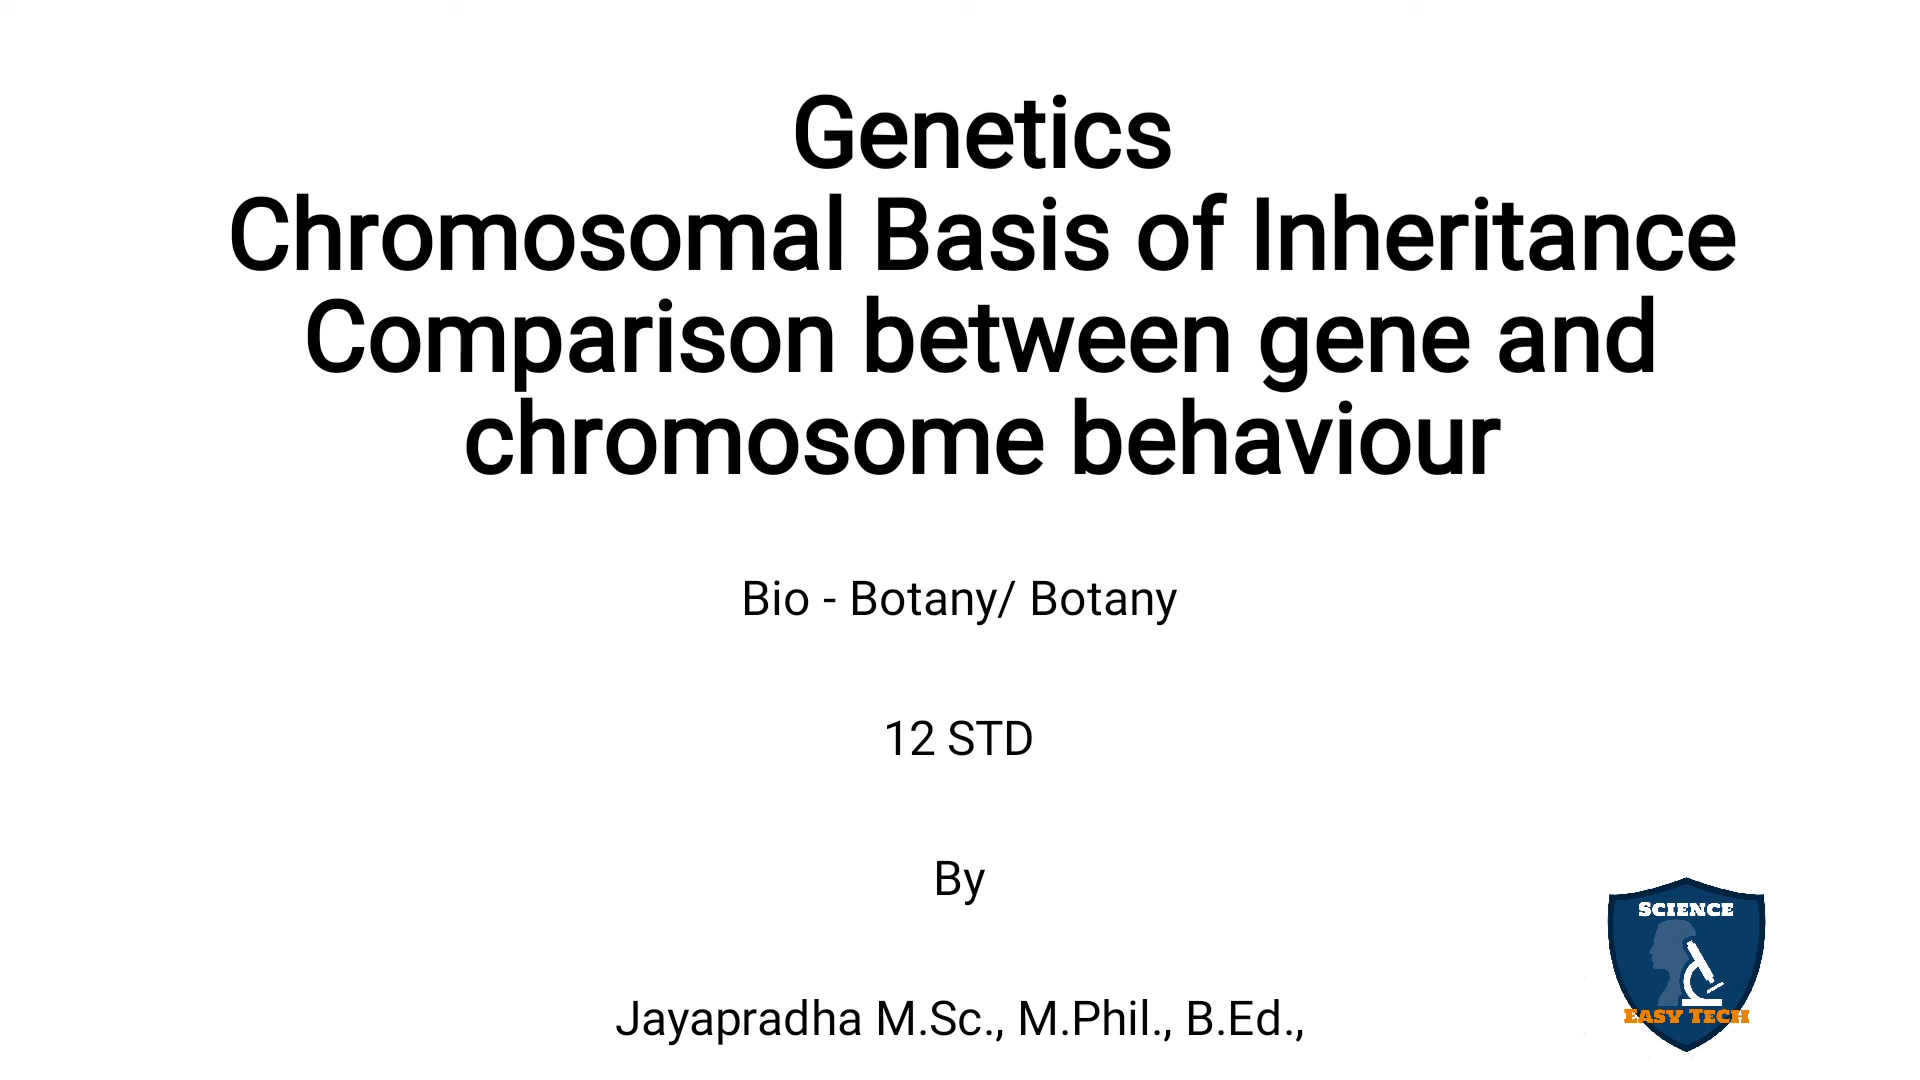 Genetics
Chromosomal Basis of Inheritance
Comparison between gene and
chromosome behaviour
Bio - Botany/ Botany
12 STD
By
Jayapradha M.Sc., M.Phil., B.Ed.,
SCIENCE
EASY TECH